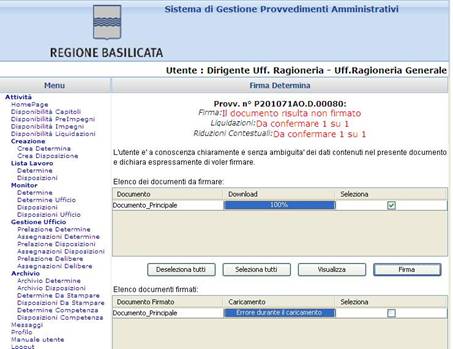 Sistema di Gestione Provvedimenti Amministrativi
REGIONE BASILICATA
Utente : Dirigente Uff. Ragioneria - Uff.Ragioneria Generale
Menu
Firma Determina
Attività
HomePage
Disponibilità Capitoli
Disponibilità PreImpegni
Disponibilità Impegni
Disponibilità Liquidazioni
Creazione
Crea Determina
Crea Disposizione
Lista Lavoro
Determine
Disposizioni
Monitor
Determine
Determine Ufficio
Disposizioni
Disposizioni Ufficio
Gestione Ufficio
Prelazione Determine
Assegnazioni Determine
Prelazione Disposizioni
Assegnazioni Disposizioni
Prelazione Delibere
Assegnazioni Delibere
Archivio
Archivio Determine
Archivio Disposizioni
Determine Da Stampare
Disposizioni Da Stampare
Determine Competenza
Disposizioni Competenza
Messaggi
Profilo
Manuale utente
Logout
Provv. n° P201071AO.D.00080:
Firma:Il documento risulta non firmato
Liquidazioni:Da confermare 1 su 1
Riduzioni Contestuali:Da confermare 1 su 1
L'utente e' a conoscenza chiaramente e senza ambiguita' dei dati contenuti nel presente documento
e dichiara espressamente di voler firmare.
Elenco dei documenti da firmare:
Documento Download Seleziona
Documento_Principale 100%
Deseleziona tutti Seleziona tutti Visualizza Firma
Elenco documenti firmati:
Documento Firmato Caricamento Seleziona
Documento_Principale Errore durante il caricamento